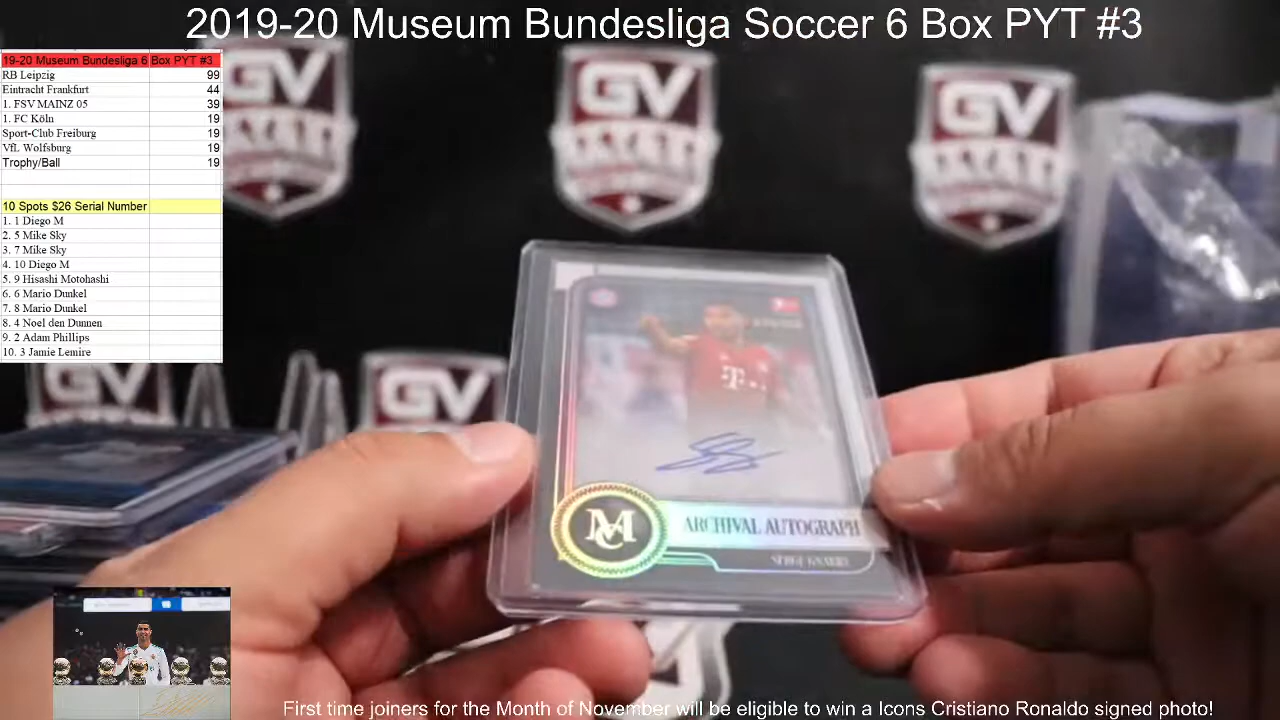 2019-20 Museum Bundesliga Soccer 6 Box PYT #3
19-20 Museum Bundesliga 6 Box PYT #3
RB Leipzig 99
Eintracht Frankfurt 44
1. FSV MAINZ 05 39
1. FC Köln 19
Sport-Club Freiburg 19
VfL Wolfsburg 19
Trophy/Ball 19
10 Spots $26 Serial Number
1. 1 Diego M
2. 5 Mike Sky
3. 7 Mike Sky
4. 10 Diego M
5. 9 Hisashi Motohashi
6. 6 Mario Dunkel
7. 8 Mario Dunkel
8. 4 Noel den Dunnen
9. 2 Adam Phillips
10. 3 Jamie Lemire
GV
GV
GV
GV
GV
T
MC
ARCHIVAL AUTOGRAPH
SERGE GNABRY
First time joiners for the Month of November will be eligible to win a Icons Cristiano Ronaldo signed photo!